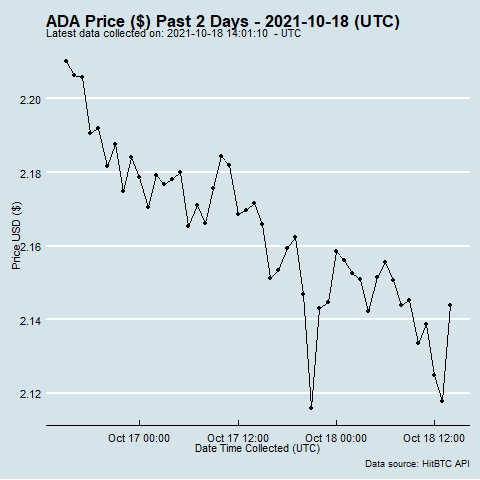 ADA Price ($) Past 2 Days - 2021-10-18 (UTC)
Latest data collected on: 2021-10-18 14:01:10  - UTC
Price USD ($)
2.20
2.18
2.16
2.14
2.12
Oct 17 00:00 Oct 17 12:00 Oct 18 00:00 Oct 18 12:00
Date Time Collected (UTC)
Data source: HitBTC API